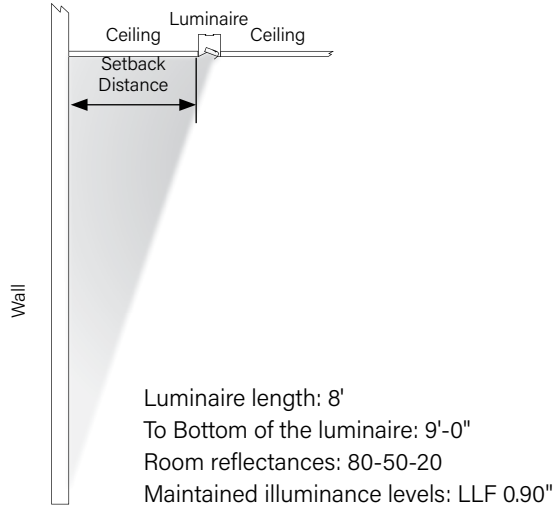 Luminaire
Ceiling
Ceiling
Setback
Distance
Wall
Luminaire length: 8'
To Bottom of the luminaire: 9'-0"
Room reflectances: 80-50-20
Maintained illuminance levels: LLF 0.90"